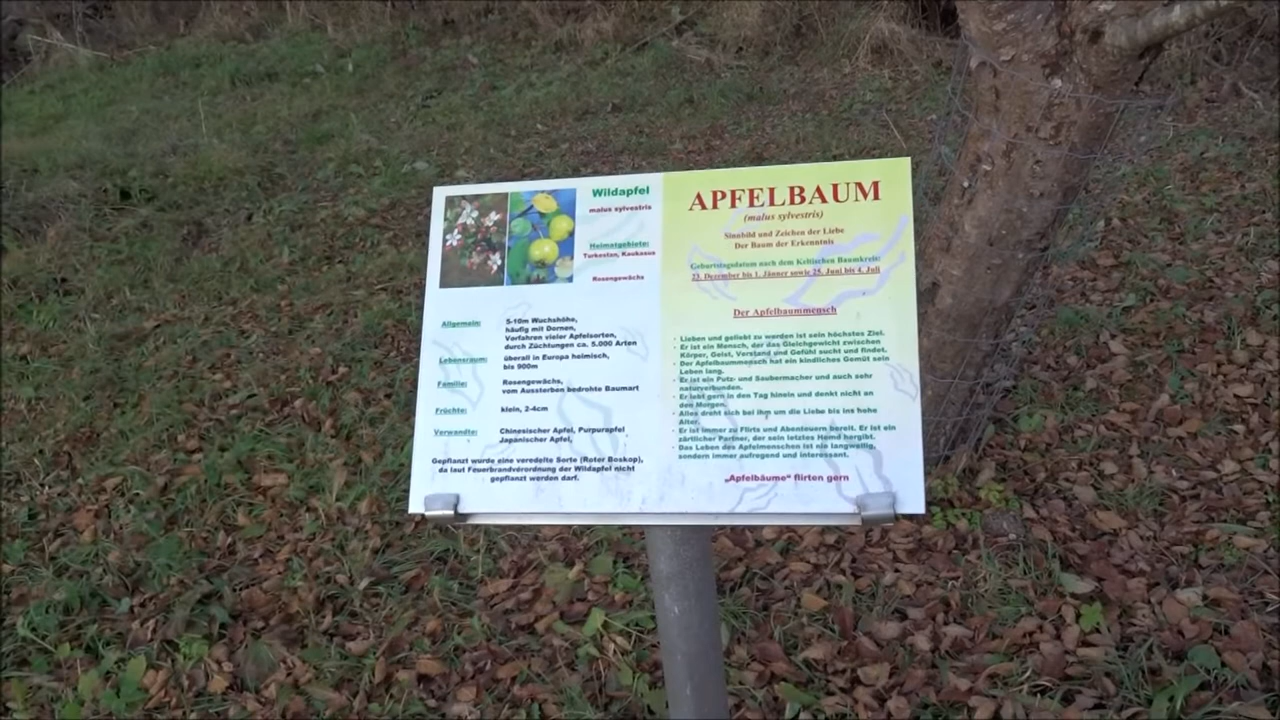 Wildapfel
malus sylvestris
Heimatgebiete:
Turkestan, Kaukasus
Rosengewächs
Allgemein: 5-10m Wuchshöhe,
häufig mit Dornen,
Vorfahren vieler Apfelsorten,
durch Züchtungen ca. 5.000 Arten
Lebensraum: überall in Europa heimisch,
bis 900m
Familie: Rosengewächs,
vom Aussterben bedrohte Baumart
Früchte: klein, 2-4cm
Verwandte: Chinesischer Apfel, Purpurapfel
Japanischer Apfel,
Gepflanzt wurde eine veredelte Sorte (Roter Boskop),
da laut Feuerbrandverordnung der Wildapfel nicht
gepflanzt werden darf.
APFELBAUM
(malus sylvestris)
Sinnbild und Zeichen der Liebe
Der Baum der Erkenntnis
Geburtstagsdatum nach dem Keltischen Baumkreis:
23. Dezember bis 1. Jänner sowie 25. Juni bis 4. Juli
Der Apfelbaummensch
· Lieben und geliebt zu werden ist sein höchstes Ziel.
· Er ist ein Mensch, der das Gleichgewicht zwischen
Körper, Geist, Verstand und Gefühl sucht und findet.
· Der Apfelbaummensch hat ein kindliches Gemüt sein
Leben lang.
· Er ist ein Putz- und Saubermacher und auch sehr
naturverbunden.
· Er lebt gern in den Tag hinein und denkt nicht an
den Morgen.
· Alles dreht sich bei ihm um die Liebe bis ins hohe
Alter.
· Er ist immer zu Flirts und Abenteuern bereit. Er ist ein
zärtlicher Partner, der sein letztes Hemd hergibt.
· Das Leben des Apfelmenschen ist nie langweilig,
sondern immer aufregend und interessant.
„Apfelbäume“ flirten gern